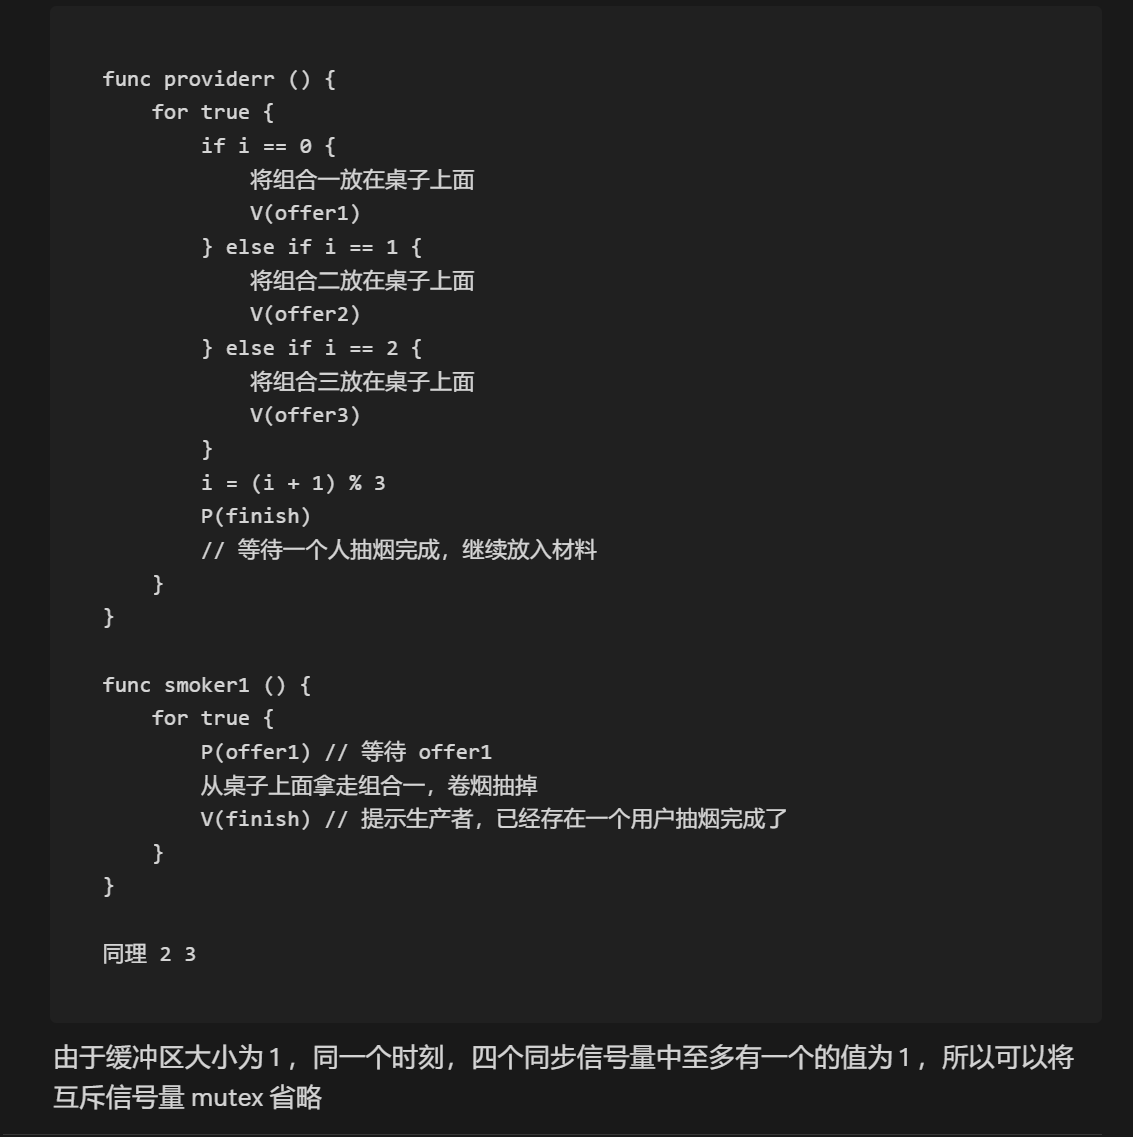 func providerr () {
    for true {
        if i == 0 {
            将组合一放在桌子上面
            V(offer1)
        } else if i == 1 {
            将组合二放在桌子上面
            V(offer2)
        } else if i == 2 {
            将组合三放在桌子上面
            V(offer3)
        }
        i = (i + 1) % 3
        P(finish)
        // 等待一个人抽烟完成，继续放入材料
    }
}

func smoker1 () {
    for true {
        P(offer1) // 等待 offer1
        从桌子上面拿走组合一，卷烟抽掉
        V(finish) // 提示生产者，已经存在一个用户抽烟完成了
    }
}

同理 2 3
由于缓冲区大小为 1 ，同一个时刻，四个同步信号量中至多有一个的值为 1 ，所以可以将
互斥信号量 mutex 省略